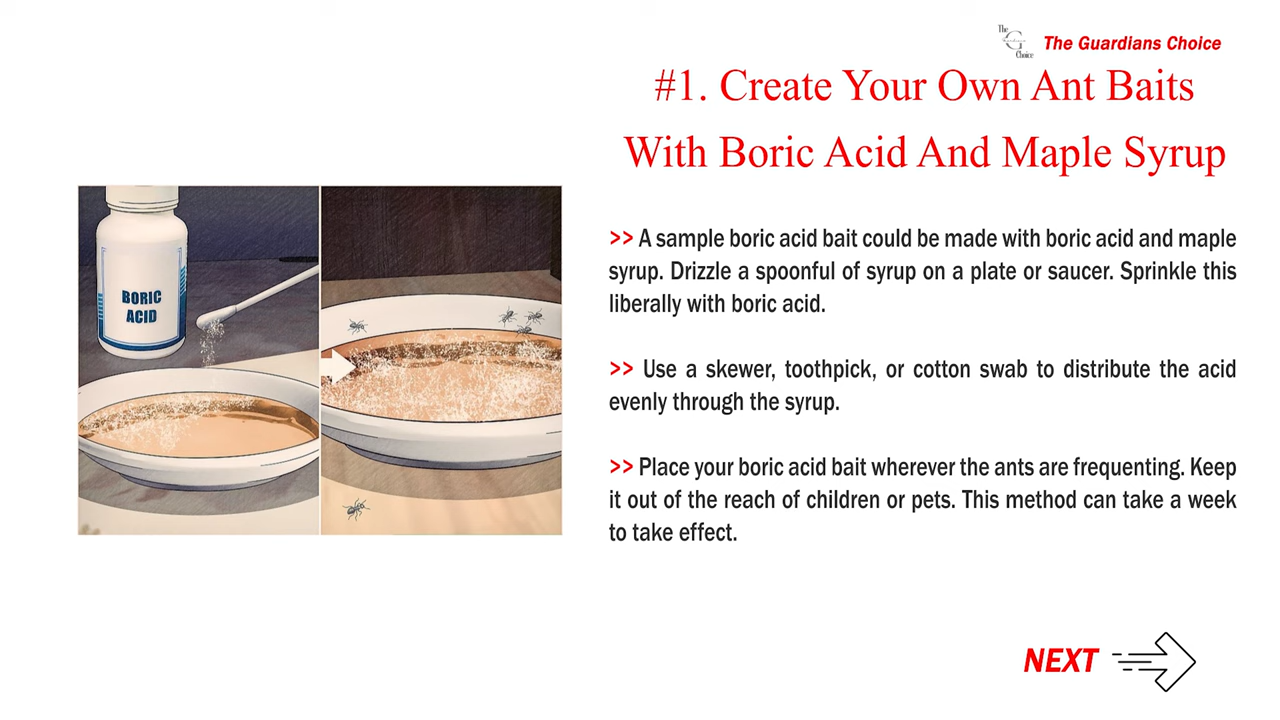 The
G
Choice
The Guardians Choice
#1. Create Your Own Ant Baits
With Boric Acid And Maple Syrup
BORIC
ACID
>> A sample boric acid bait could be made with boric acid and maple
syrup. Drizzle a spoonful of syrup on a plate or saucer. Sprinkle this
liberally with boric acid.
>> Use a skewer, toothpick, or cotton swab to distribute the acid
evenly through the syrup.
>> Place your boric acid bait wherever the ants are frequenting. Keep
it out of the reach of children or pets. This method can take a week
to take effect.
NEXT